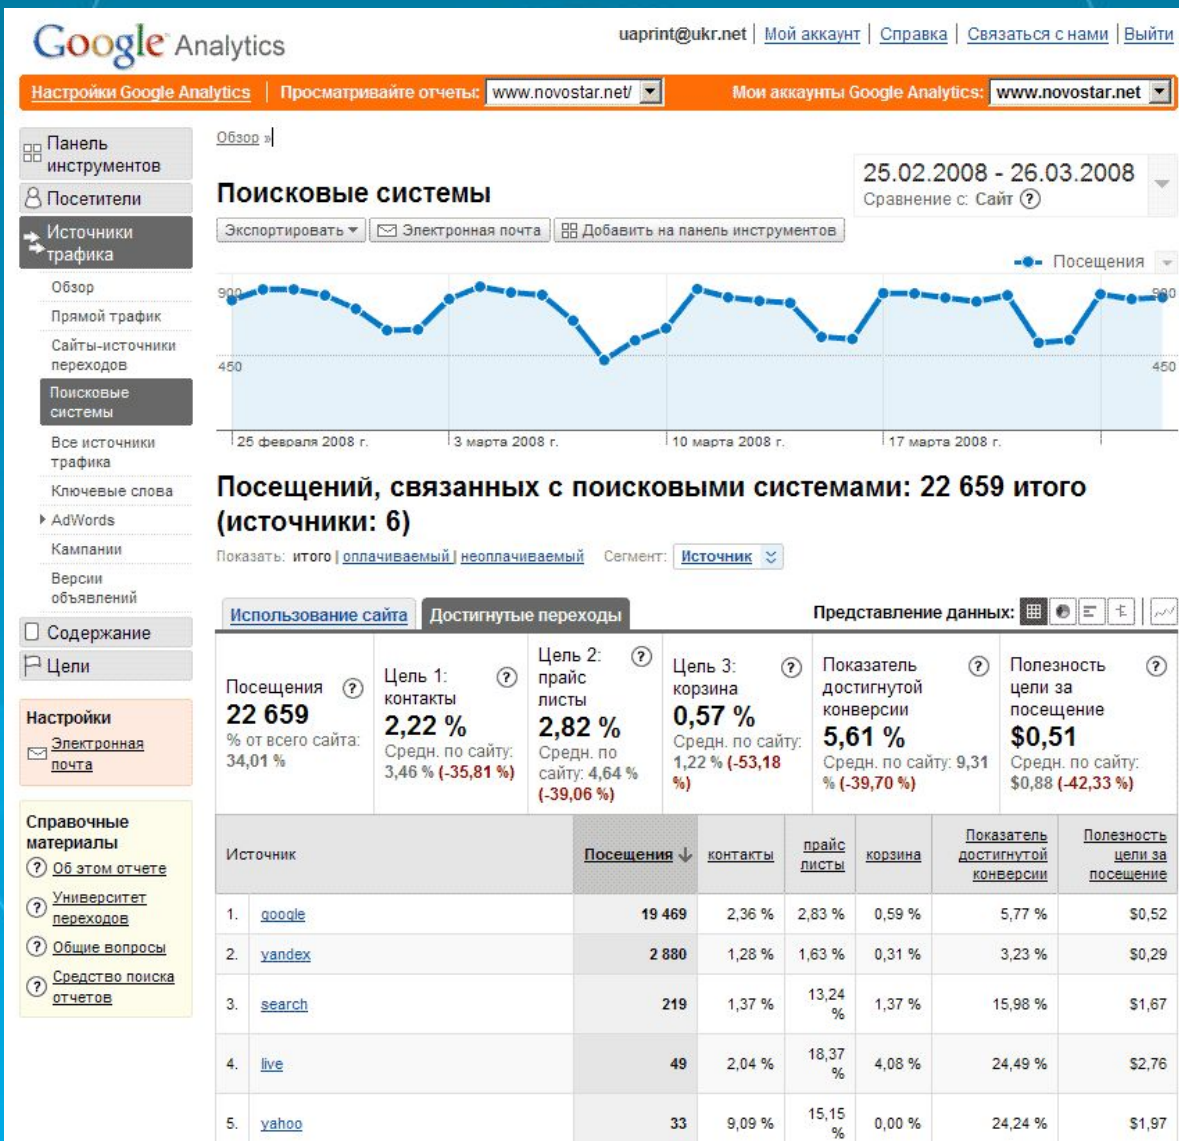 Google Analytics
uaprint@ukr.net | Мой аккаунт | Справка | Связаться с нами | Выйти
Настройки Google Analytics | Просматривайте отчеты: www.novostar.net/
Мои аккаунты Google Analytics: www.novostar.net
Панель
инструментов
Посетители
Источники
трафика
Обзор
Прямой трафик
Сайты-источники
переходов
Поисковые
системы
Все источники
трафика
Ключевые слова
AdWords
Кампании
Версии
объявлений
Содержание
Цели
Настройки
Электронная
почта
Справочные
материалы
Об этом отчете
Университет
переходов
Общие вопросы
Средство поиска
отчетов
Обзор »
Поисковые системы
25.02.2008 - 26.03.2008
Сравнение с: Сайт
Экспортировать
Электронная почта
Добавить на панель инструментов
Посещения
900 900
450 450
25 февраля 2008 г. 3 марта 2008 г. 10 марта 2008 г. 17 марта 2008 г.
Посещений, связанных с поисковыми системами: 22 659 итого
(источники: 6)
Показать: итого | оплачиваемый | неоплачиваемый Сегмент: Источник
Использование сайта
Достигнутые переходы
Представление данных:
Посещения
22 659
% от всего сайта:
34,01 %
Цель 1:
контакты
2,22 %
Средн. по сайту:
3,46 % (-35,81 %)
Цель 2:
прайс
листы
2,82 %
Средн. по
сайту: 4,64 %
(-39,06 %)
Цель 3:
корзина
0,57 %
Средн. по сайту:
1,22 % (-53,18
%)
Показатель
достигнутой
конверсии
5,61 %
Средн. по сайту: 9,31
% (-39,70 %)
Полезность
цели за
посещение
$0,51
Средн. по сайту:
$0,88 (-42,33 %)
Источник
Посещения
контакты
прайс
листы
корзина
Показатель
достигнутой
конверсии
Полезность
цели за
посещение
1. google 19 469 2,36 % 2,83 % 0,59 % 5,77 % $0,52
2. yandex 2 880 1,28 % 1,63 % 0,31 % 3,23 % $0,29
3. search 219 1,37 % 13,24 % 1,37 % 15,98 % $1,67
4. live 49 2,04 % 18,37 % 4,08 % 24,49 % $2,76
5. yahoo 33 9,09 % 15,15 % 0,00 % 24,24 % $1,97